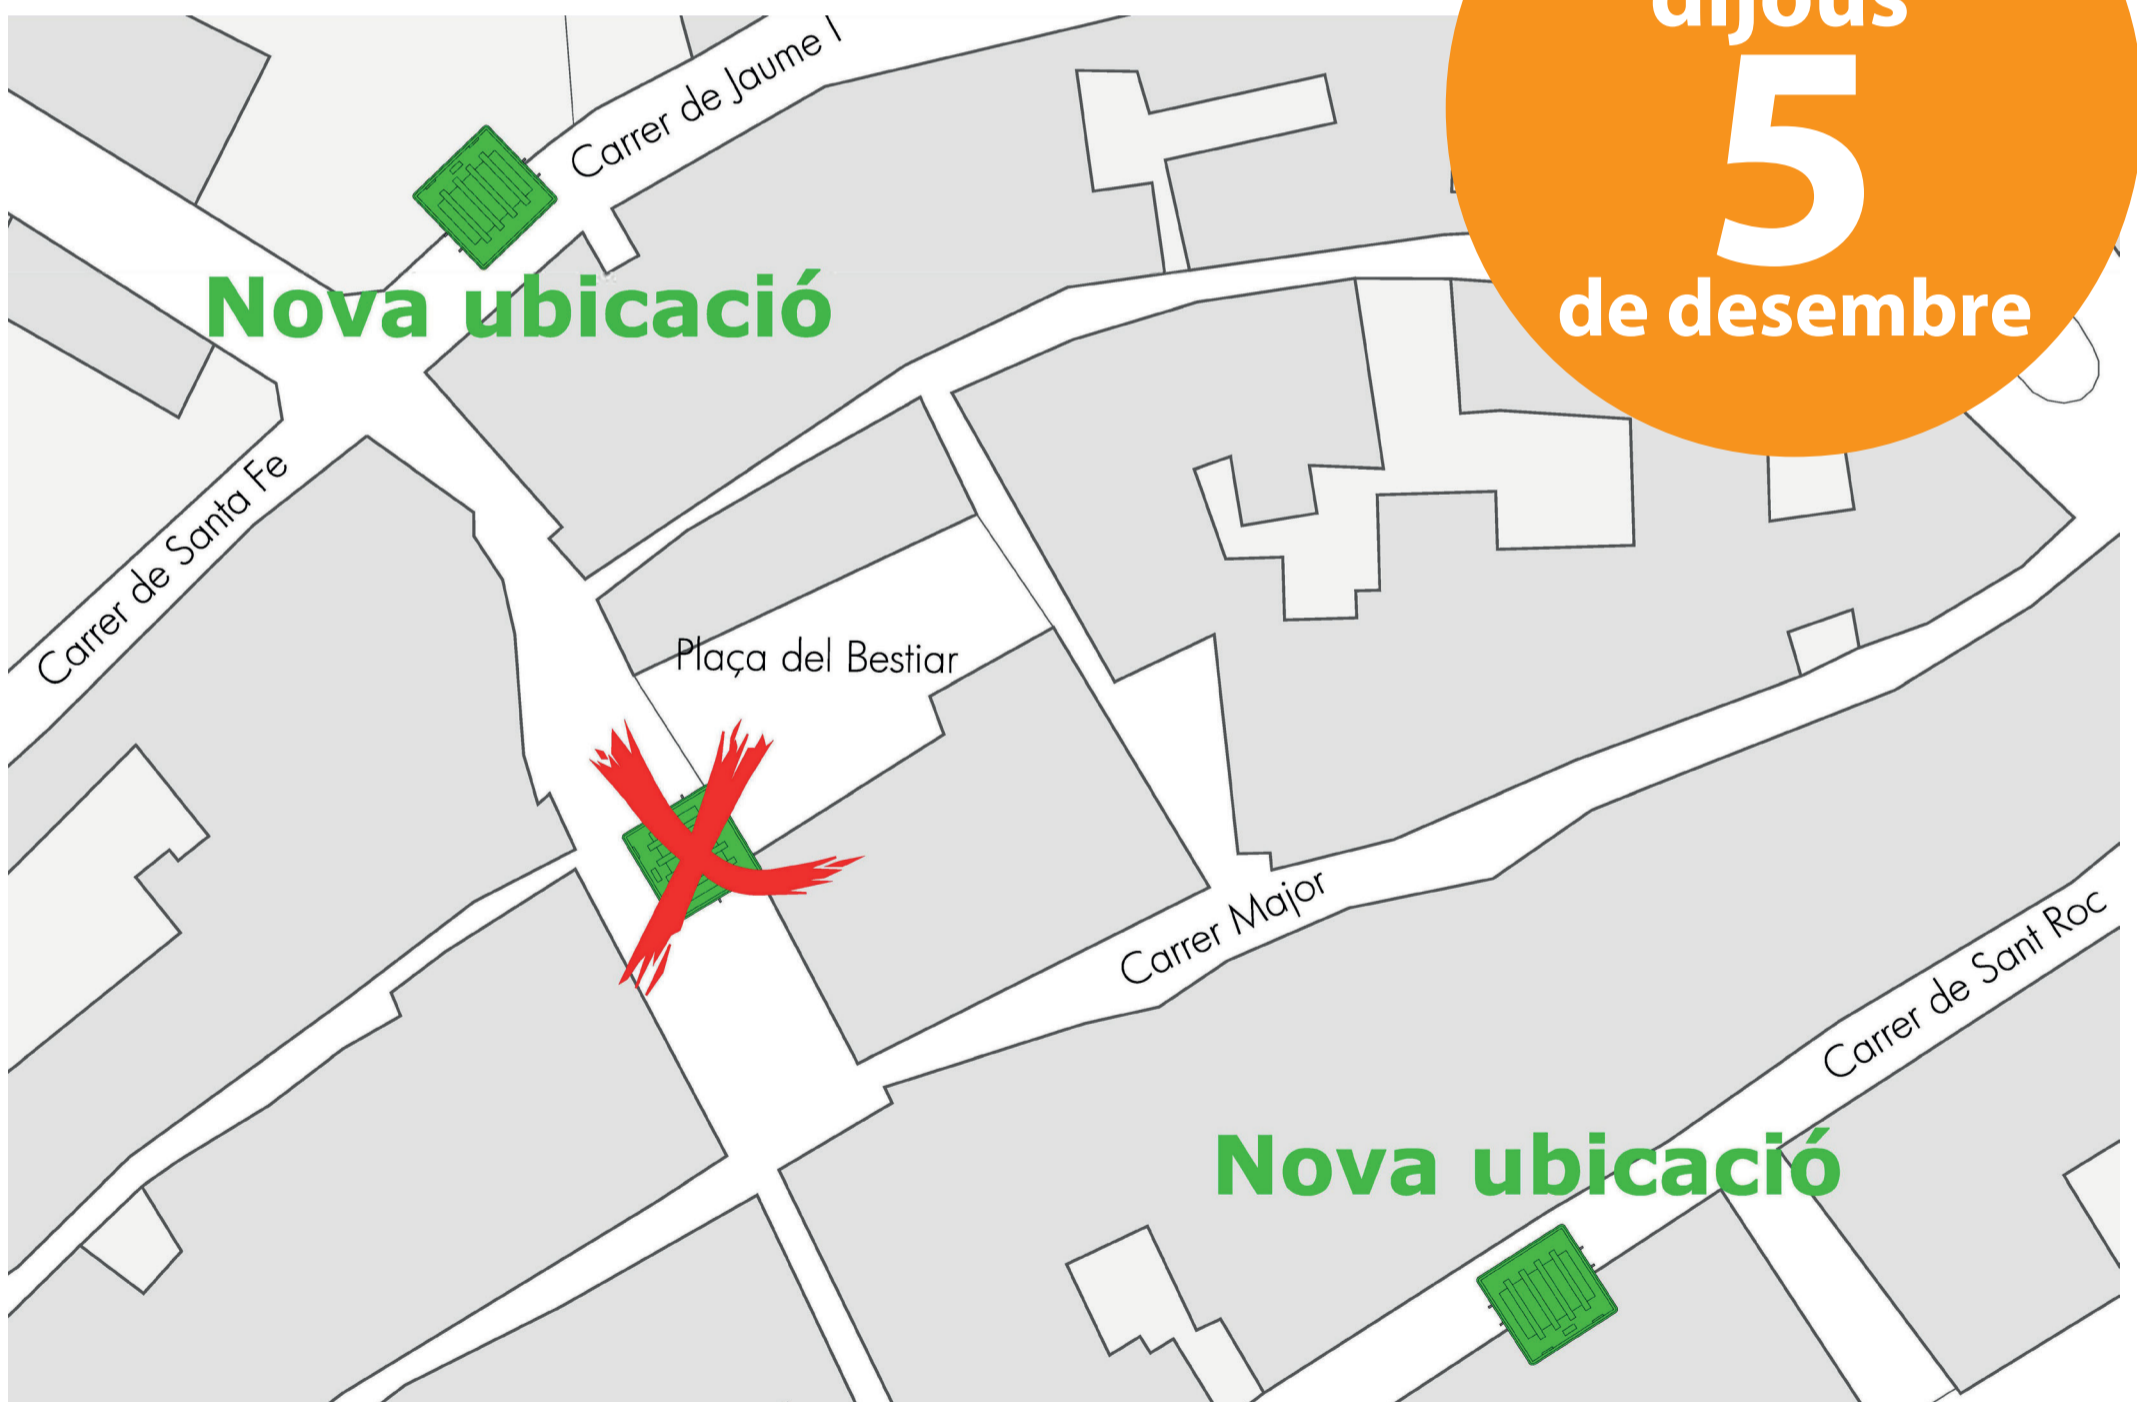 dijous
5
de desembre
Carrer de Jaume I
Nova ubicació
Carrer de Santa Fe
Plaça del Bestiar
Carrer Major
Carrer de Sant Roc
Nova ubicació